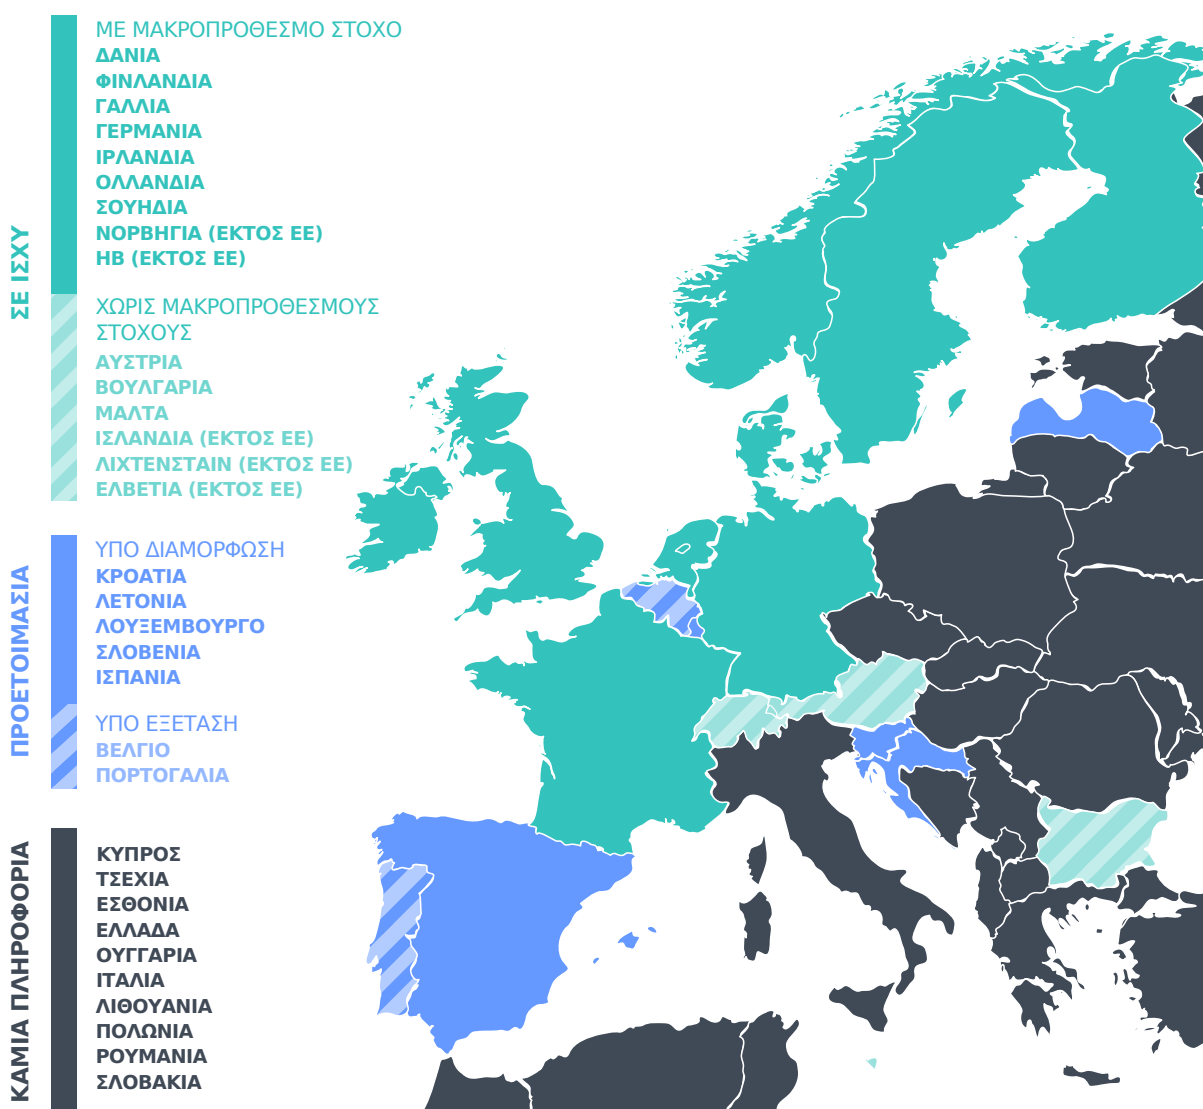 ΣΕ ΙΣΧΥ
ΜΕ ΜΑΚΡΟΠΡΟΘΕΣΜΟ ΣΤΟΧΟ
ΔΑΝΙΑ
ΦΙΝΛΑΝΔΙΑ
ΓΑΛΛΙΑ
ΓΕΡΜΑΝΙΑ
ΙΡΛΑΝΔΙΑ
ΟΛΛΑΝΔΙΑ
ΣΟΥΗΔΙΑ
ΝΟΡΒΗΓΙΑ (ΕΚΤΟΣ ΕΕ)
ΗΒ (ΕΚΤΟΣ ΕΕ)
ΧΩΡΙΣ ΜΑΚΡΟΠΡΟΘΕΣΜΟΥΣ
ΣΤΟΧΟΥΣ
ΑΥΣΤΡΙΑ
ΒΟΥΛΓΑΡΙΑ
ΜΑΛΤΑ
ΙΣΛΑΝΔΙΑ (ΕΚΤΟΣ ΕΕ)
ΛΙΧΤΕΝΣΤΑΙΝ (ΕΚΤΟΣ ΕΕ)
ΕΛΒΕΤΙΑ (ΕΚΤΟΣ ΕΕ)
ΠΡΟΕΤΟΙΜΑΣΙΑ
ΥΠΟ ΔΙΑΜΟΡΦΩΣΗ
ΚΡΟΑΤΙΑ
ΛΕΤΟΝΙΑ
ΛΟΥΞΕΜΒΟΥΡΓΟ
ΣΛΟΒΕΝΙΑ
ΙΣΠΑΝΙΑ
ΥΠΟ ΕΞΕΤΑΣΗ
ΒΕΛΓΙΟ
ΠΟΡΤΟΓΑΛΙΑ
ΚΑΜΙΑ ΠΛΗΡΟΦΟΡΙΑ
ΚΥΠΡΟΣ
ΤΣΕΧΙΑ
ΕΣΘΟΝΙΑ
ΕΛΛΑΔΑ
ΟΥΓΓΑΡΙΑ
ΙΤΑΛΙΑ
ΛΙΘΟΥΑΝΙΑ
ΠΟΛΩΝΙΑ
ΡΟΥΜΑΝΙΑ
ΣΛΟΒΑΚΙΑ